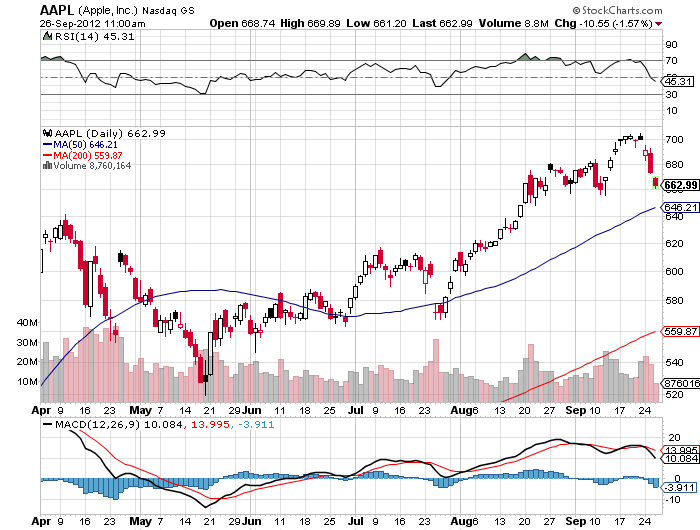 AAPL (Apple, Inc.) Nasdaq GS © StockCharts.com
26-Sep-2012 11:00am Open 668.74 High 669.89 Low 661.20 Last 662.99 Volume 8.8M Chg -10.55 (-1.57%)
RSI(14) 45.31
90
70
50
45.31
30
10
AAPL (Daily) 662.99
MA(50) 646.21
MA(200) 559.87
Volume 8,760,164
700
680
662.99
660
646.21
640
620
600
580
559.87
540
520
40M
30M
20M
10M
876016
Apr 9 16 23 May 7 14 21 29 Jun 11 18 25 Jul 9 16 23 Aug 6 13 20 27 Sep 10 17 24
MACD(12,26,9) 10.084, 13.995, -3.911
20
13.995
10.084
0
-3.911
-10
Apr 9 16 23 May 7 14 21 29 Jun 11 18 25 Jul 9 16 23 Aug 6 13 20 27 Sep 10 17 24